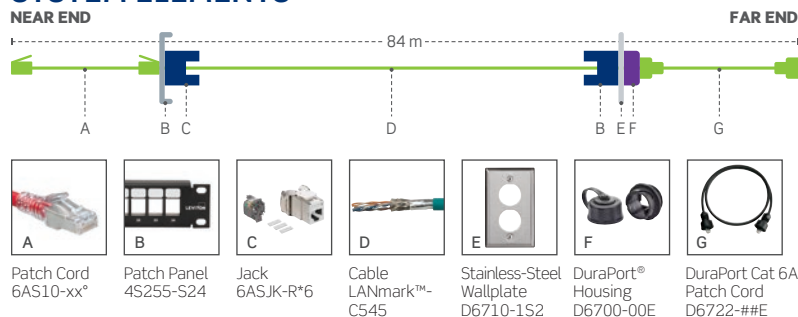 NEAR END
FAR END
84 m
A
B
C
D
B
E
F
G
A
B
LEVITON
C
D
E
F
G
Patch Cord
6AS10-xx°
Patch Panel
4S255-S24
Jack
6ASJK-R*6
Cable
LANmark™-
C545
Stainless-Steel
Wallplate
D6710-1S2
DuraPort®
Housing
D6700-00E
DuraPort Cat 6A
Patch Cord
D6722-##E